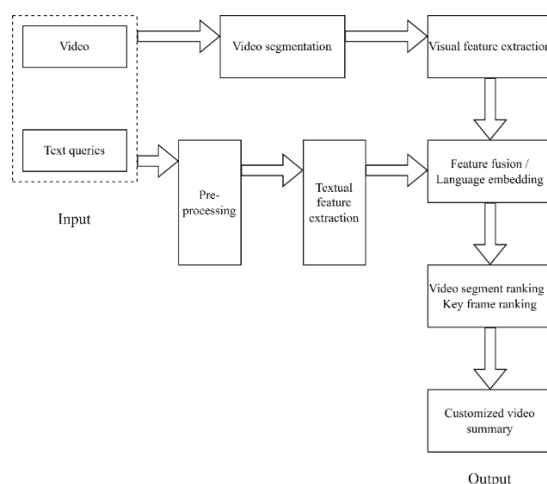 Video
Video segmentation
Visual feature extraction
Text queries
Pre-
processing
Textual
feature
extraction
Feature fusion /
Language embedding
Input
Video segment ranking
Key frame ranking
Customized video
summary
Output